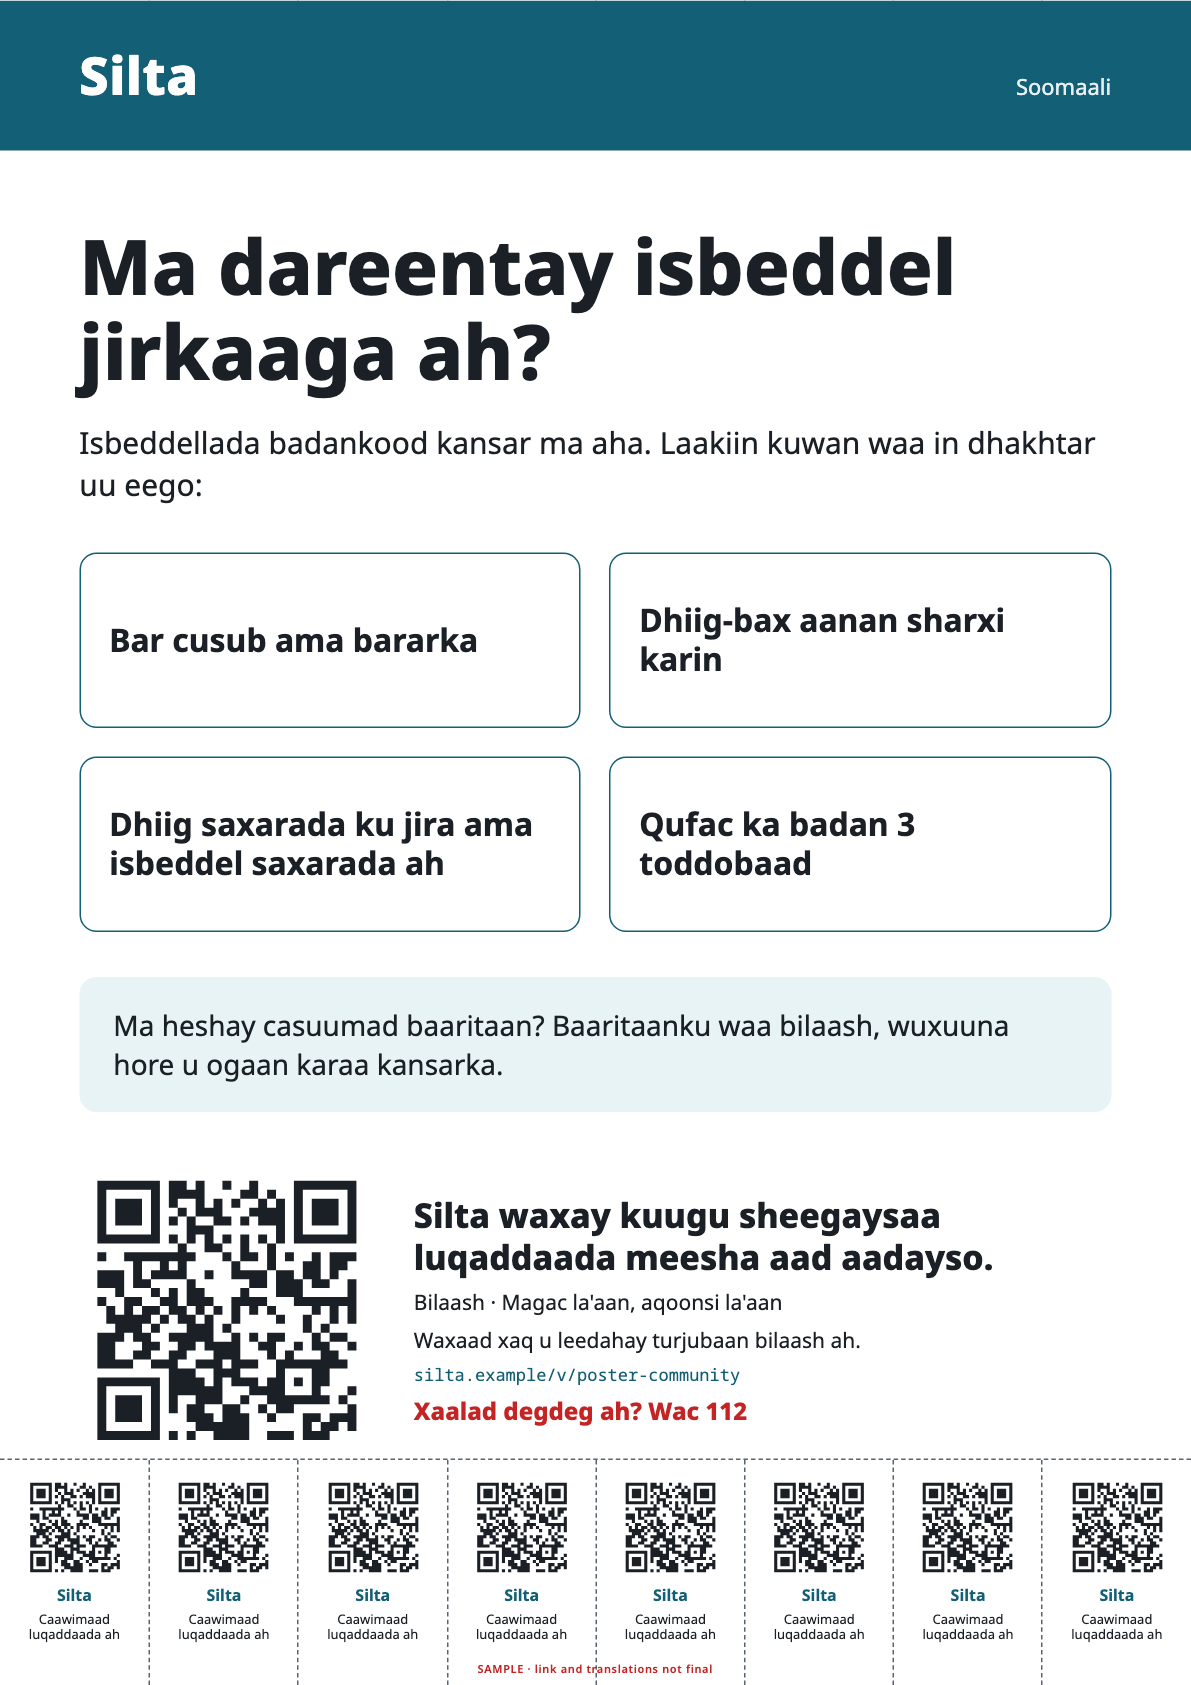 Silta
Soomaali
Ma dareentay isbeddel
jirkaaga ah?
Isbeddellada badankood kansar ma aha. Laakiin kuwan waa in dhakhtar
uu eego:
Bar cusub ama bararka
Dhiig-bax aanan sharxi
karin
Dhiig saxarada ku jira ama
isbeddel saxarada ah
Qufac ka badan 3
toddobaad
Ma heshay casuumad baaritaan? Baaritaanku waa bilaash, wuxuuna
hore u ogaan karaa kansarka.
Silta waxay kuugu sheegaysaa
luqaddaada meesha aad aadayso.
Bilaash · Magac la'aan, aqoonsi la'aan
Waxaad xaq u leedahay turjubaan bilaash ah.
silta.example/v/poster-community
Xaalad degdeg ah? Wac 112
Silta
Caawimaad
luqaddaada ah
Silta
Caawimaad
luqaddaada ah
Silta
Caawimaad
luqaddaada ah
Silta
Caawimaad
luqaddaada ah
Silta
Caawimaad
luqaddaada ah
Silta
Caawimaad
luqaddaada ah
Silta
Caawimaad
luqaddaada ah
Silta
Caawimaad
luqaddaada ah
SAMPLE · link and translations not final